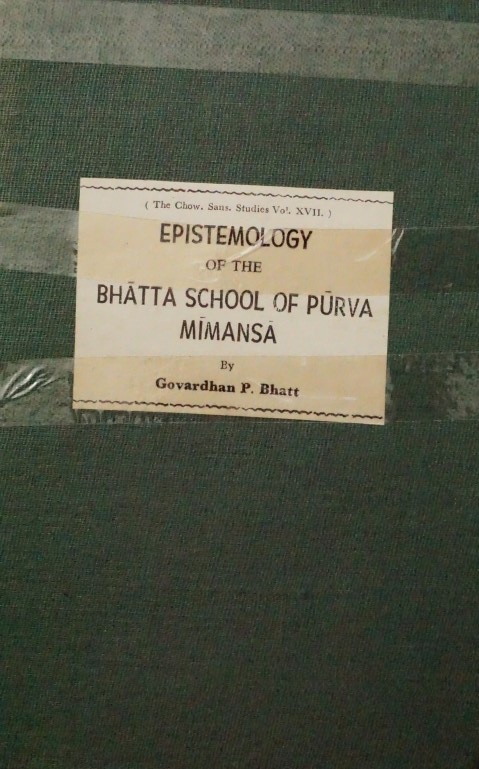 ( The Chow. Sans. Studies Vol. XVII. )
EPISTEMOLOGY
OF THE
BHĀTTA SCHOOL OF PŪRVA
MĪMANSĀ
By
Govardhan P. Bhatt